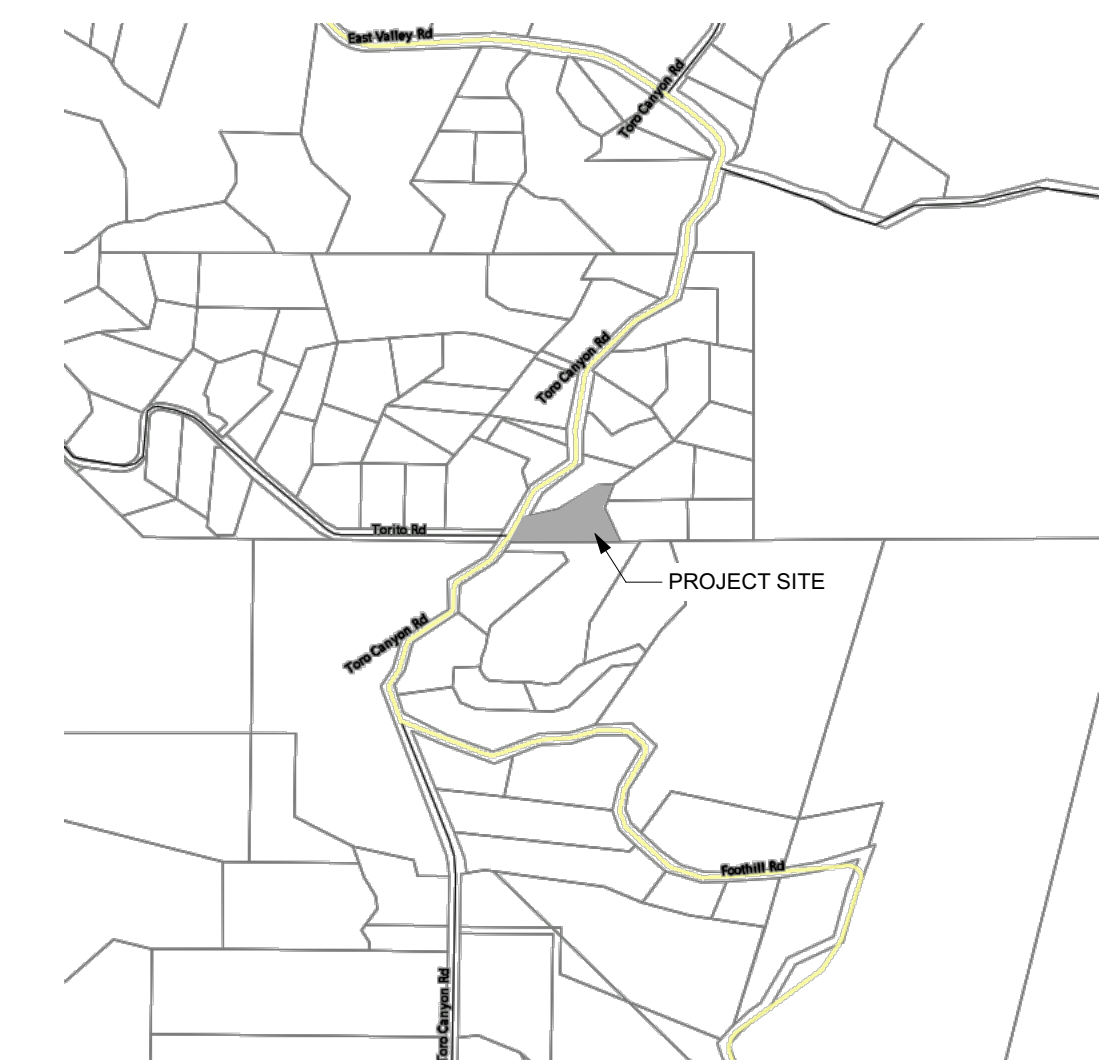 East Valley Rd
Toro Canyon Rd
Toro Canyon Rd
Torito Rd
PROJECT SITE
Toro Canyon Rd
Foothill Rd
Toro Canyon Rd